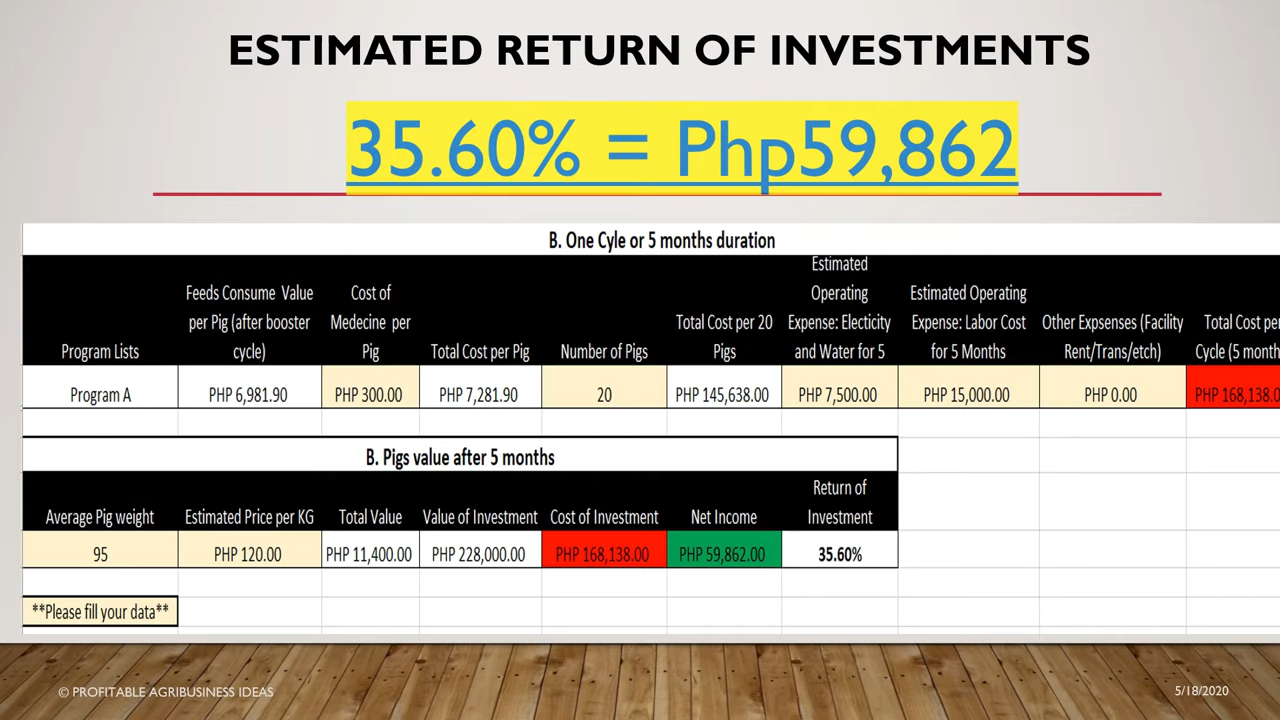 ESTIMATED RETURN OF INVESTMENTS
35.60% = Php59,862
B. One Cyle or 5 months duration
Program Lists
Feeds Consume Value
per Pig (after booster
cycle)
Cost of
Medecine per
Pig
Total Cost per Pig
Number of Pigs
Total Cost per 20
Pigs
Estimated
Operating
Expense: Electicity
and Water for 5
Estimated Operating
Expense: Labor Cost
for 5 Months
Other Expsenses (Facility
Rent/Trans/etch)
Total Cost per
Cycle (5 month
Program A PHP 6,981.90 PHP 300.00 PHP 7,281.90 20 PHP 145,638.00 PHP 7,500.00 PHP 15,000.00 PHP 0.00 PHP 168,138.0
B. Pigs value after 5 months
Average Pig weight
Estimated Price per KG
Total Value
Value of Investment
Cost of Investment
Net Income
Return of
Investment
95 PHP 120.00 PHP 11,400.00 PHP 228,000.00 PHP 168,138.00 PHP 59,862.00 35.60%
**Please fill your data**
© PROFITABLE AGRIBUSINESS IDEAS
5/18/2020